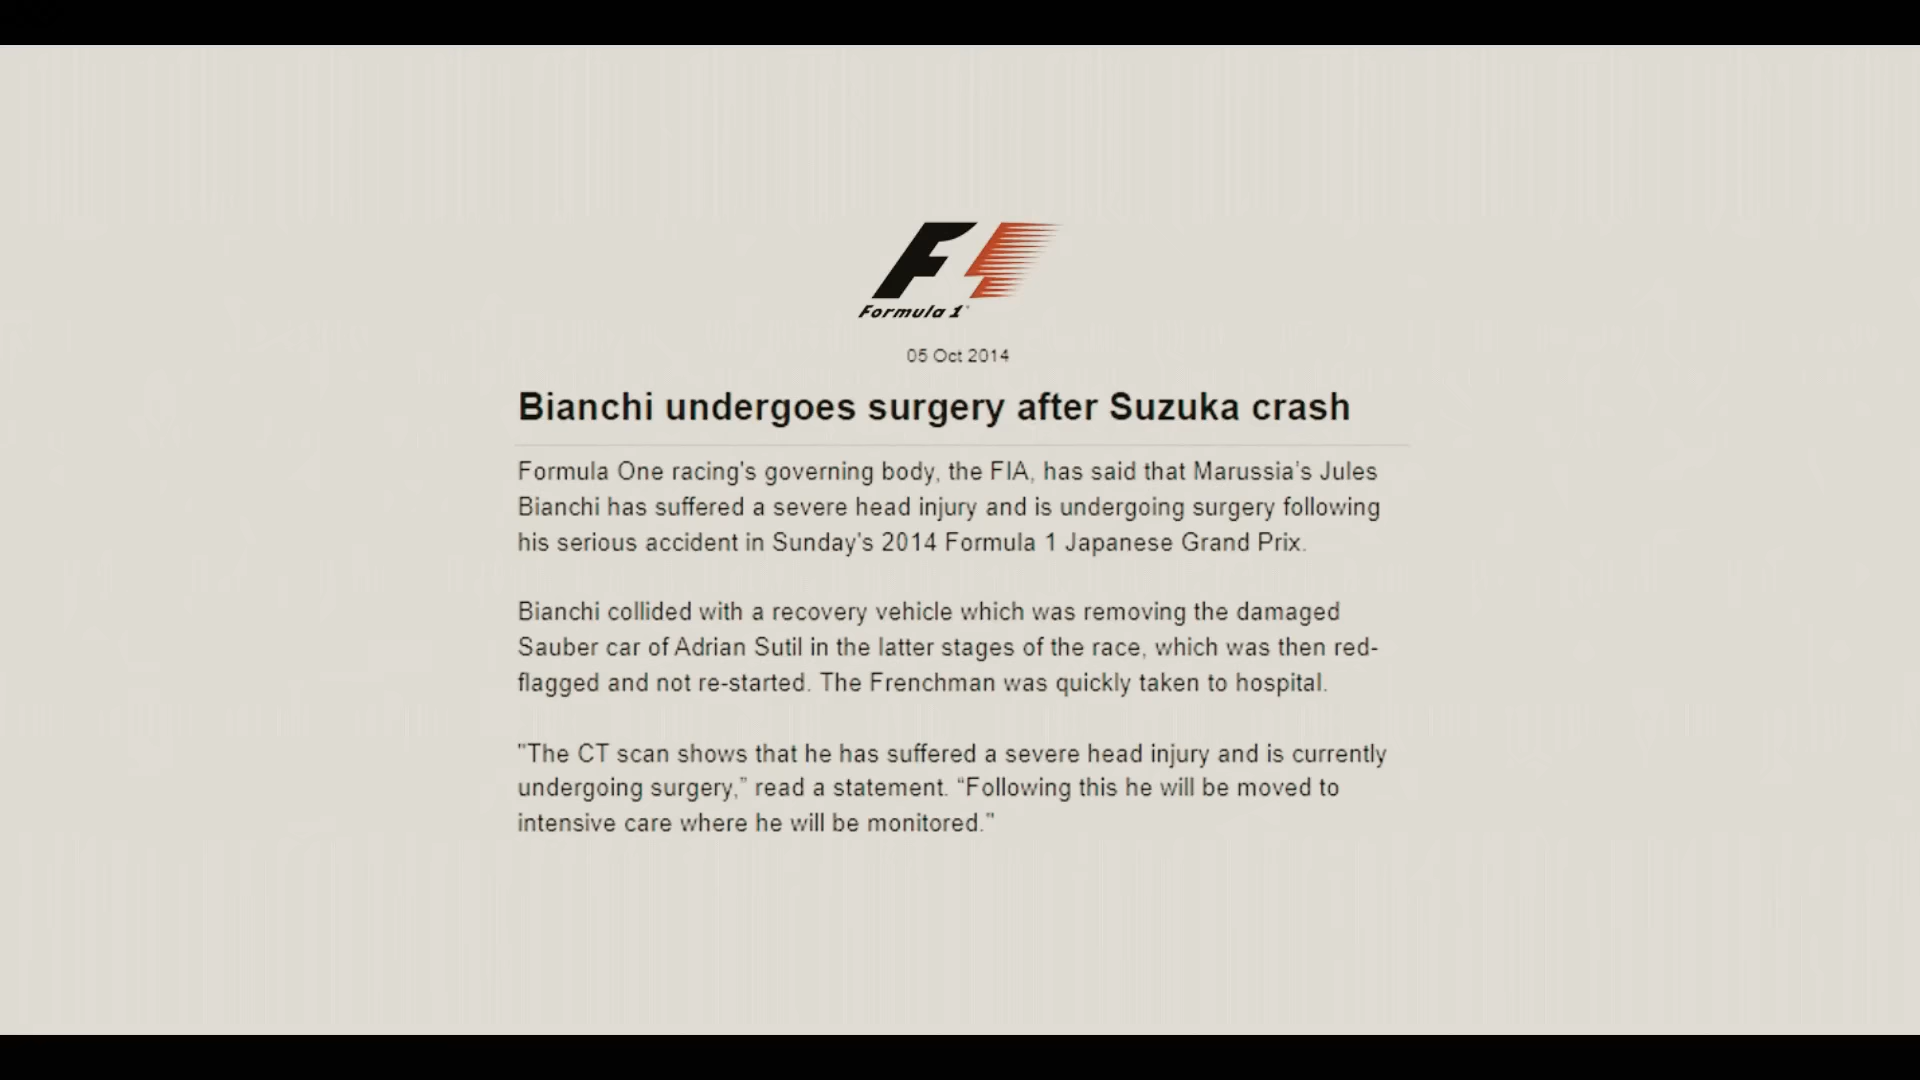 F1
Formula 1
05 Oct 2014
Bianchi undergoes surgery after Suzuka crash
Formula One racing's governing body, the FIA, has said that Marussia's Jules
Bianchi has suffered a severe head injury and is undergoing surgery following
his serious accident in Sunday's 2014 Formula 1 Japanese Grand Prix.
Bianchi collided with a recovery vehicle which was removing the damaged
Sauber car of Adrian Sutil in the latter stages of the race, which was then red-
flagged and not re-started. The Frenchman was quickly taken to hospital.
"The CT scan shows that he has suffered a severe head injury and is currently
undergoing surgery,” read a statement. “Following this he will be moved to
intensive care where he will be monitored.”